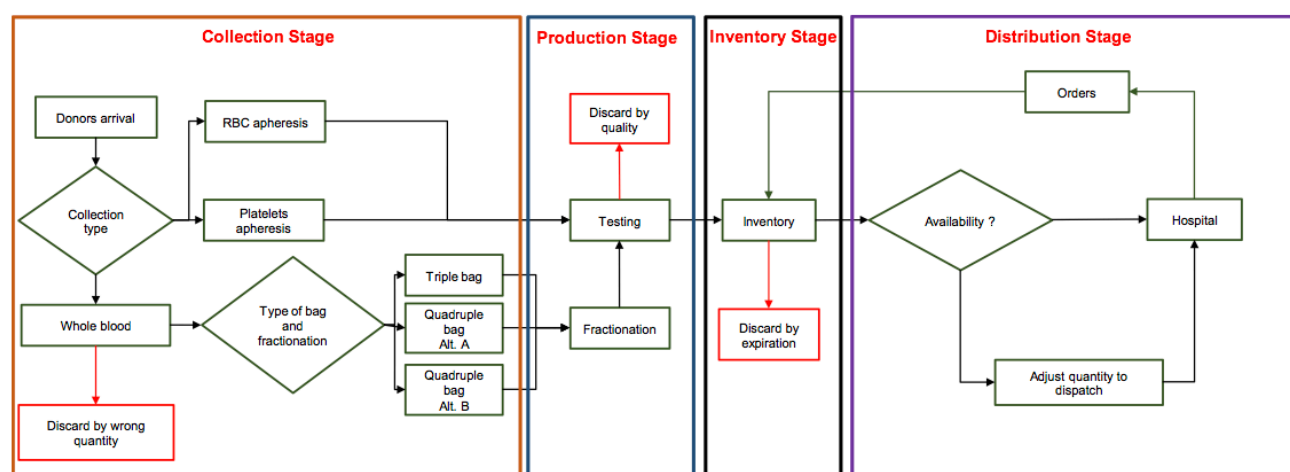 Collection Stage
Production Stage
Inventory Stage
Distribution Stage
Donors arrival
RBC apheresis
Collection
type
Platelets
apheresis
Whole blood
Discard by wrong
quantity
Type of bag
and
fractionation
Triple bag
Quadruple
bag
Alt. A
Quadruple
bag
Alt. B
Discard by
quality
Testing
Fractionation
Inventory
Discard by
expiration
Orders
Availability ?
Hospital
Adjust quantity to
dispatch